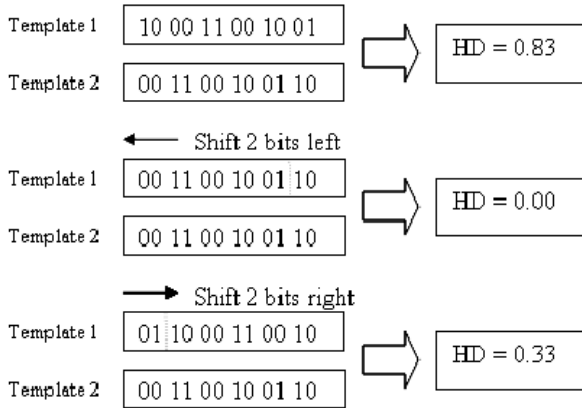 Template 1 10 00 11 00 10 01 HD = 0.83
Template 2 00 11 00 10 01 10
Shift 2 bits left
Template 1 00 11 00 10 01 10 HD = 0.00
Template 2 00 11 00 10 01 10
Shift 2 bits right
Template 1 01 10 00 11 00 10 HD = 0.33
Template 2 00 11 00 10 01 10